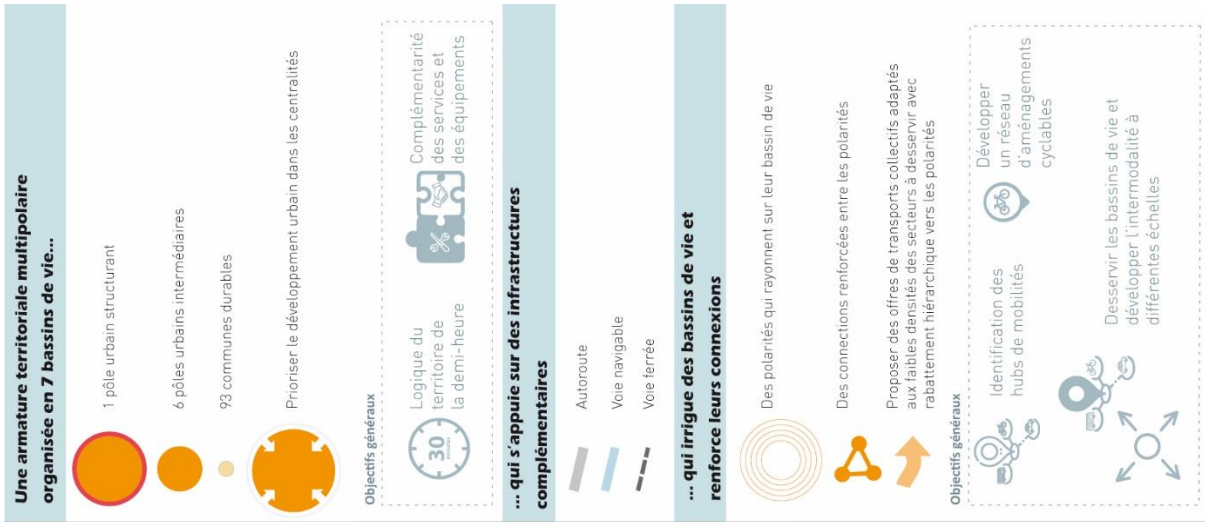 Une armature territoriale multipolaire
organisée en 7 bassins de vie...
1 pôle urbain structurant
6 pôles urbains intermédiaires
93 communes durables
Prioriser le développement urbain dans les centralités
Objectifs généraux
30
MINUTES
Logique du
territoire de
la demi-heure
Complémentarité
des services et
des équipements
... qui s'appuie sur des infrastructures
complémentaires
Autoroute
Voie navigable
Voie ferrée
... qui irrigue des bassins de vie et
renforce leurs connexions
Des polarités qui rayonnent sur leur bassin de vie
Des connections renforcées entre les polarités
Proposer des offres de transports collectifs adaptés
aux faibles densités des secteurs à desservir avec
rabattement hiérarchique vers les polarités
Objectifs généraux
Identification des
hubs de mobilités
Développer
un réseau
d'aménagements
cyclables
Desservir les bassins de vie et
développer l'intermodalité à
différentes échelles